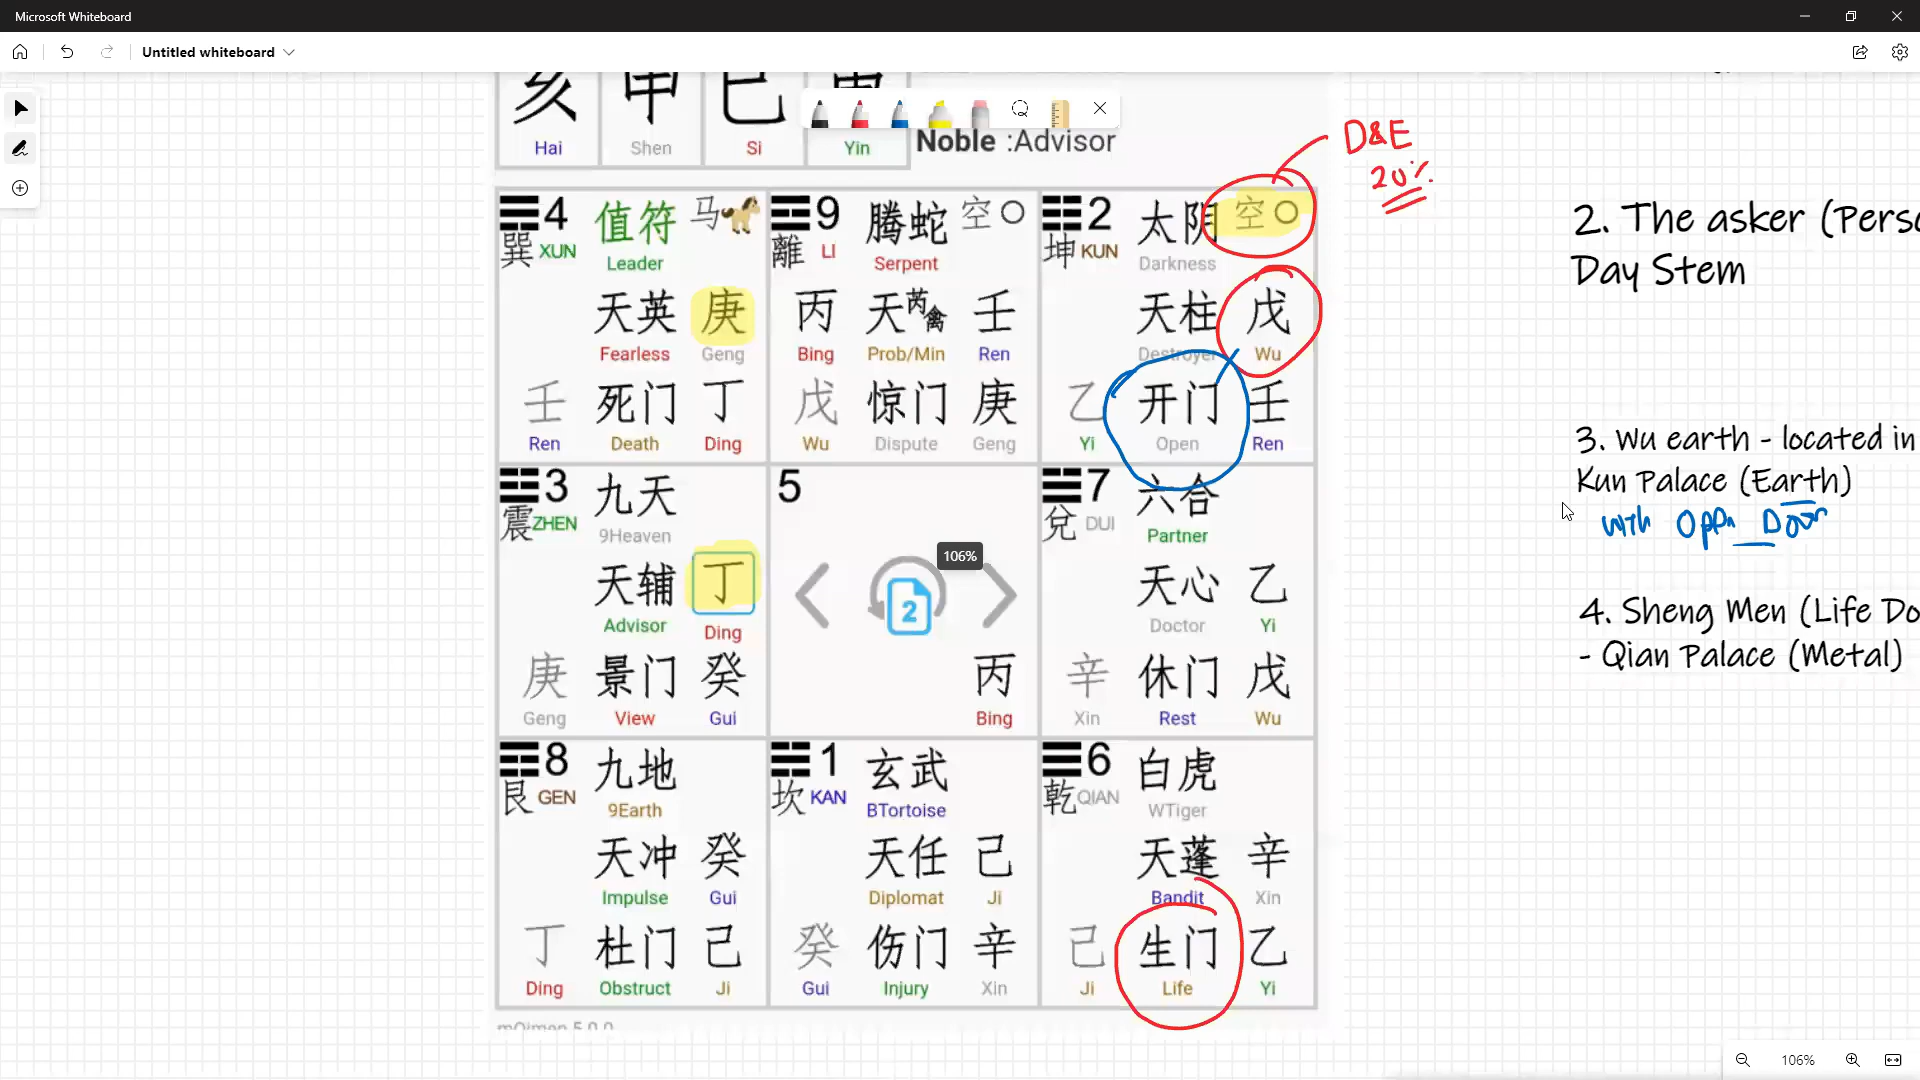 Microsoft Whiteboard
Untitled whiteboard
亥 申 巳
Hai Shen Si Yin
Noble :Advisor
D&E
20%
4 值符 马
巽 XUN Leader
天英 庚
Fearless Geng
壬 死门 丁
Ren Death Ding
9 腾蛇 空
離 LI Serpent
丙 天芮禽 壬
Bing Prob/Min Ren
戊 惊门 庚
Wu Dispute Geng
2 太阴 空
坤 KUN Darkness
天柱 戊
Destroyer Wu
乙 开门 壬
Yi Open Ren
3 九天
震 ZHEN 9Heaven
天辅 丁
Advisor Ding
庚 景门 癸
Geng View Gui
5
106%
2
丙
Bing
7 六合
兌 DUI Partner
天心 乙
Doctor Yi
辛 休门 戊
Xin Rest Wu
8 九地
艮 GEN 9Earth
天冲 癸
Impulse Gui
丁 杜门 己
Ding Obstruct Ji
1 玄武
坎 KAN BTortoise
天任 己
Diplomat Ji
癸 伤门 辛
Gui Injury Xin
6 白虎
乾 QIAN WTiger
天蓬 辛
Bandit Xin
己 生门 乙
Ji Life Yi
2. The asker (Perso
Day Stem
3. Wu earth - located in
Kun Palace (Earth)
with Open Door
4. Sheng Men (Life Do
- Qian Palace (Metal)
106%